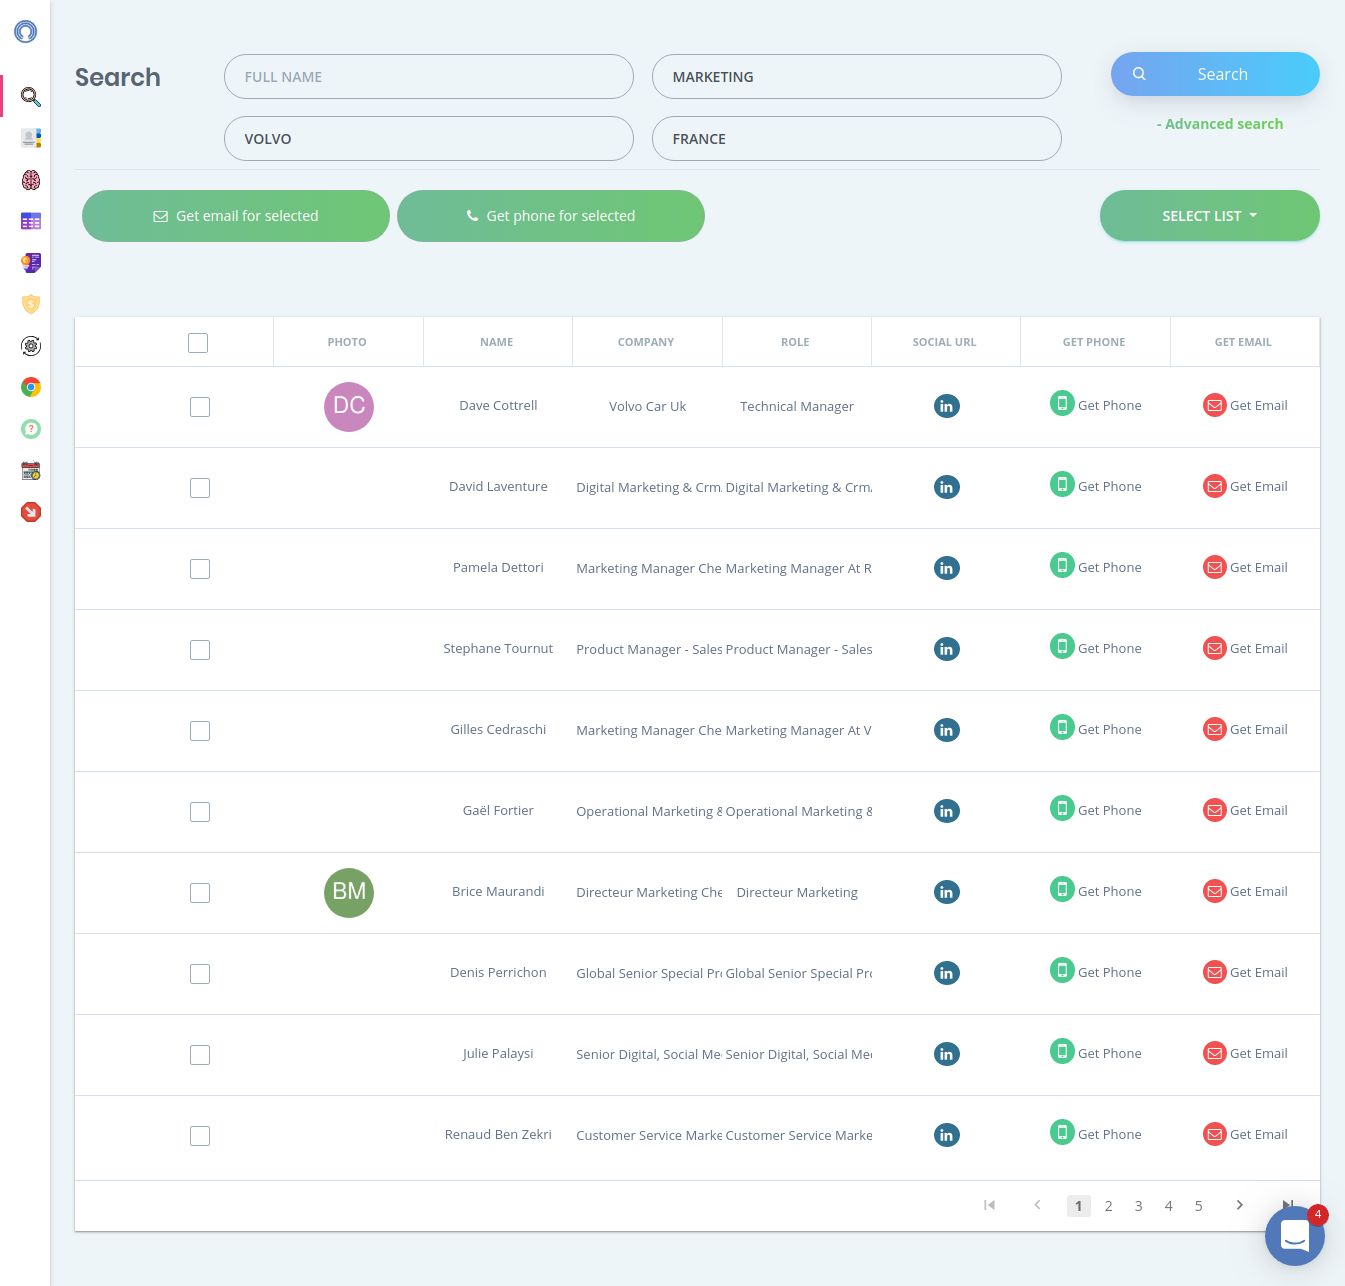 Search
FULL NAME
MARKETING
Search
VOLVO
FRANCE
- Advanced search
Get email for selected
Get phone for selected
SELECT LIST
PHOTO NAME COMPANY ROLE SOCIAL URL GET PHONE GET EMAIL
DC Dave Cottrell Volvo Car Uk Technical Manager in Get Phone Get Email
David Laventure Digital Marketing & Crm Digital Marketing & Crm in Get Phone Get Email
Pamela Dettori Marketing Manager Che Marketing Manager At R in Get Phone Get Email
Stephane Tournut Product Manager - Sales Product Manager - Sales in Get Phone Get Email
Gilles Cedraschi Marketing Manager Che Marketing Manager At V in Get Phone Get Email
Gaël Fortier Operational Marketing & Operational Marketing & in Get Phone Get Email
BM Brice Maurandi Directeur Marketing Che Directeur Marketing in Get Phone Get Email
Denis Perrichon Global Senior Special Pro Global Senior Special Pro in Get Phone Get Email
Julie Palaysi Senior Digital, Social Me Senior Digital, Social Me in Get Phone Get Email
Renaud Ben Zekri Customer Service Marke Customer Service Marke in Get Phone Get Email
1 2 3 4 5
4